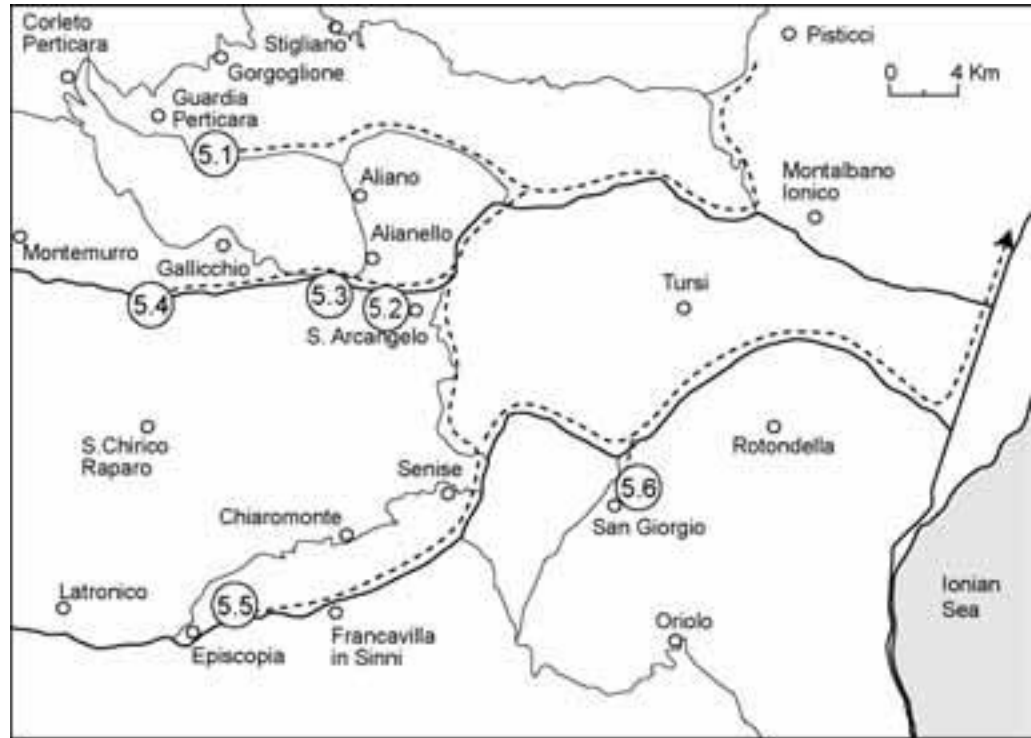 Corleto
Perticara
Stigliano
Gorgoglione
Pisticci
0 4 Km
Guardia
Perticara
5.1
Aliano
Montalbano
Ionico
Alianello
Montemurro
Gallicchio
5.4
5.3
5.2
S. Arcangelo
Tursi
S.Chirico
Raparo
Rotondella
Senise
5.6
San Giorgio
Chiaromonte
Latronico
5.5
Ionian
Sea
Episcopia
Francavilla
in Sinni
Oriolo